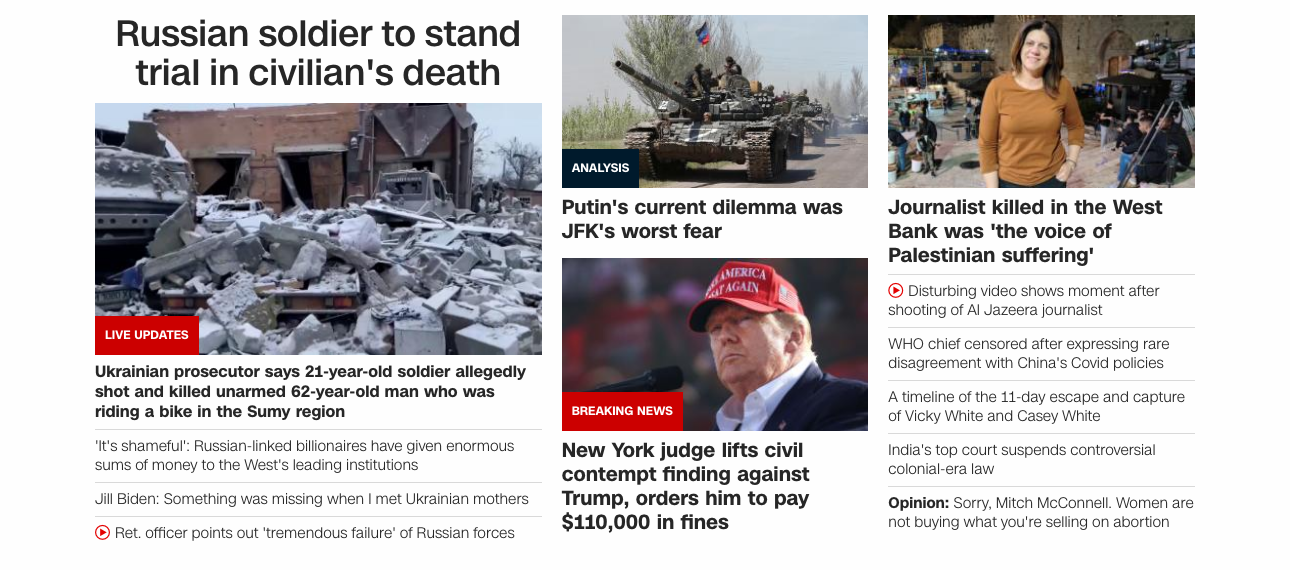 Russian soldier to stand
trial in civilian's death
LIVE UPDATES
Ukrainian prosecutor says 21-year-old soldier allegedly
shot and killed unarmed 62-year-old man who was
riding a bike in the Sumy region
'It's shameful': Russian-linked billionaires have given enormous
sums of money to the West's leading institutions
Jill Biden: Something was missing when I met Ukrainian mothers
Ret. officer points out 'tremendous failure' of Russian forces
ANALYSIS
Putin's current dilemma was
JFK's worst fear
AMERICA
AGAIN
BREAKING NEWS
New York judge lifts civil
contempt finding against
Trump, orders him to pay
$110,000 in fines
Journalist killed in the West
Bank was 'the voice of
Palestinian suffering'
Disturbing video shows moment after
shooting of Al Jazeera journalist
WHO chief censored after expressing rare
disagreement with China's Covid policies
A timeline of the 11-day escape and capture
of Vicky White and Casey White
India's top court suspends controversial
colonial-era law
Opinion: Sorry, Mitch McConnell. Women are
not buying what you're selling on abortion